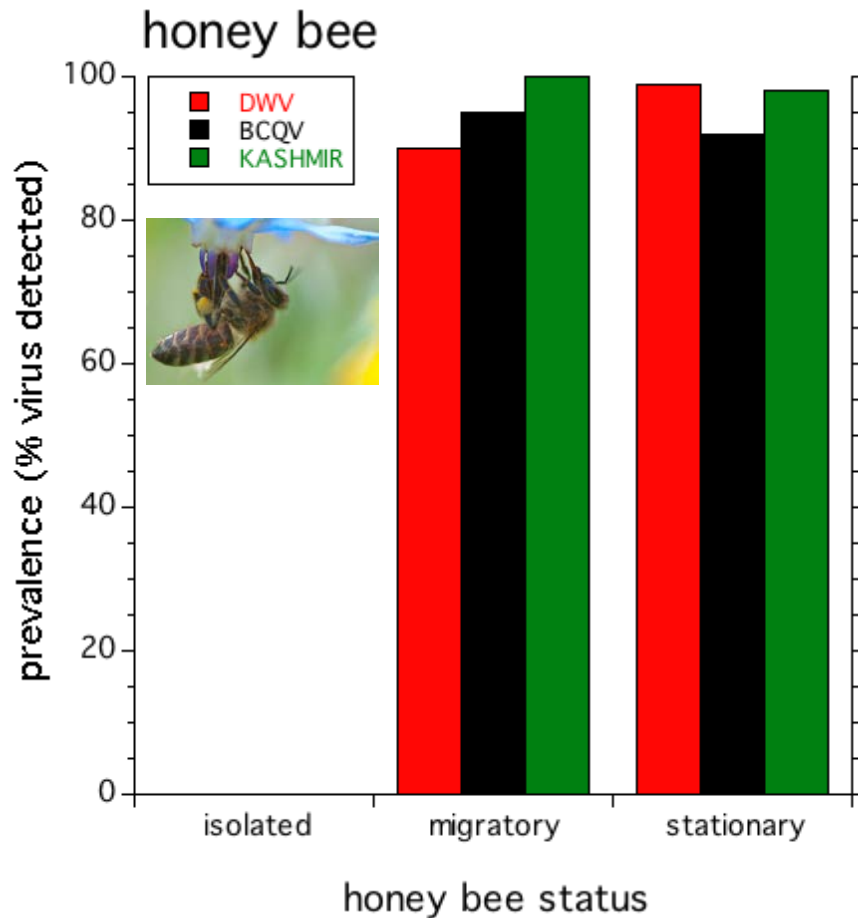 honey bee
DWV
BCQV
KASHMIR
prevalence (% virus detected)
100
80
60
40
20
0
isolated migratory stationary
honey bee status